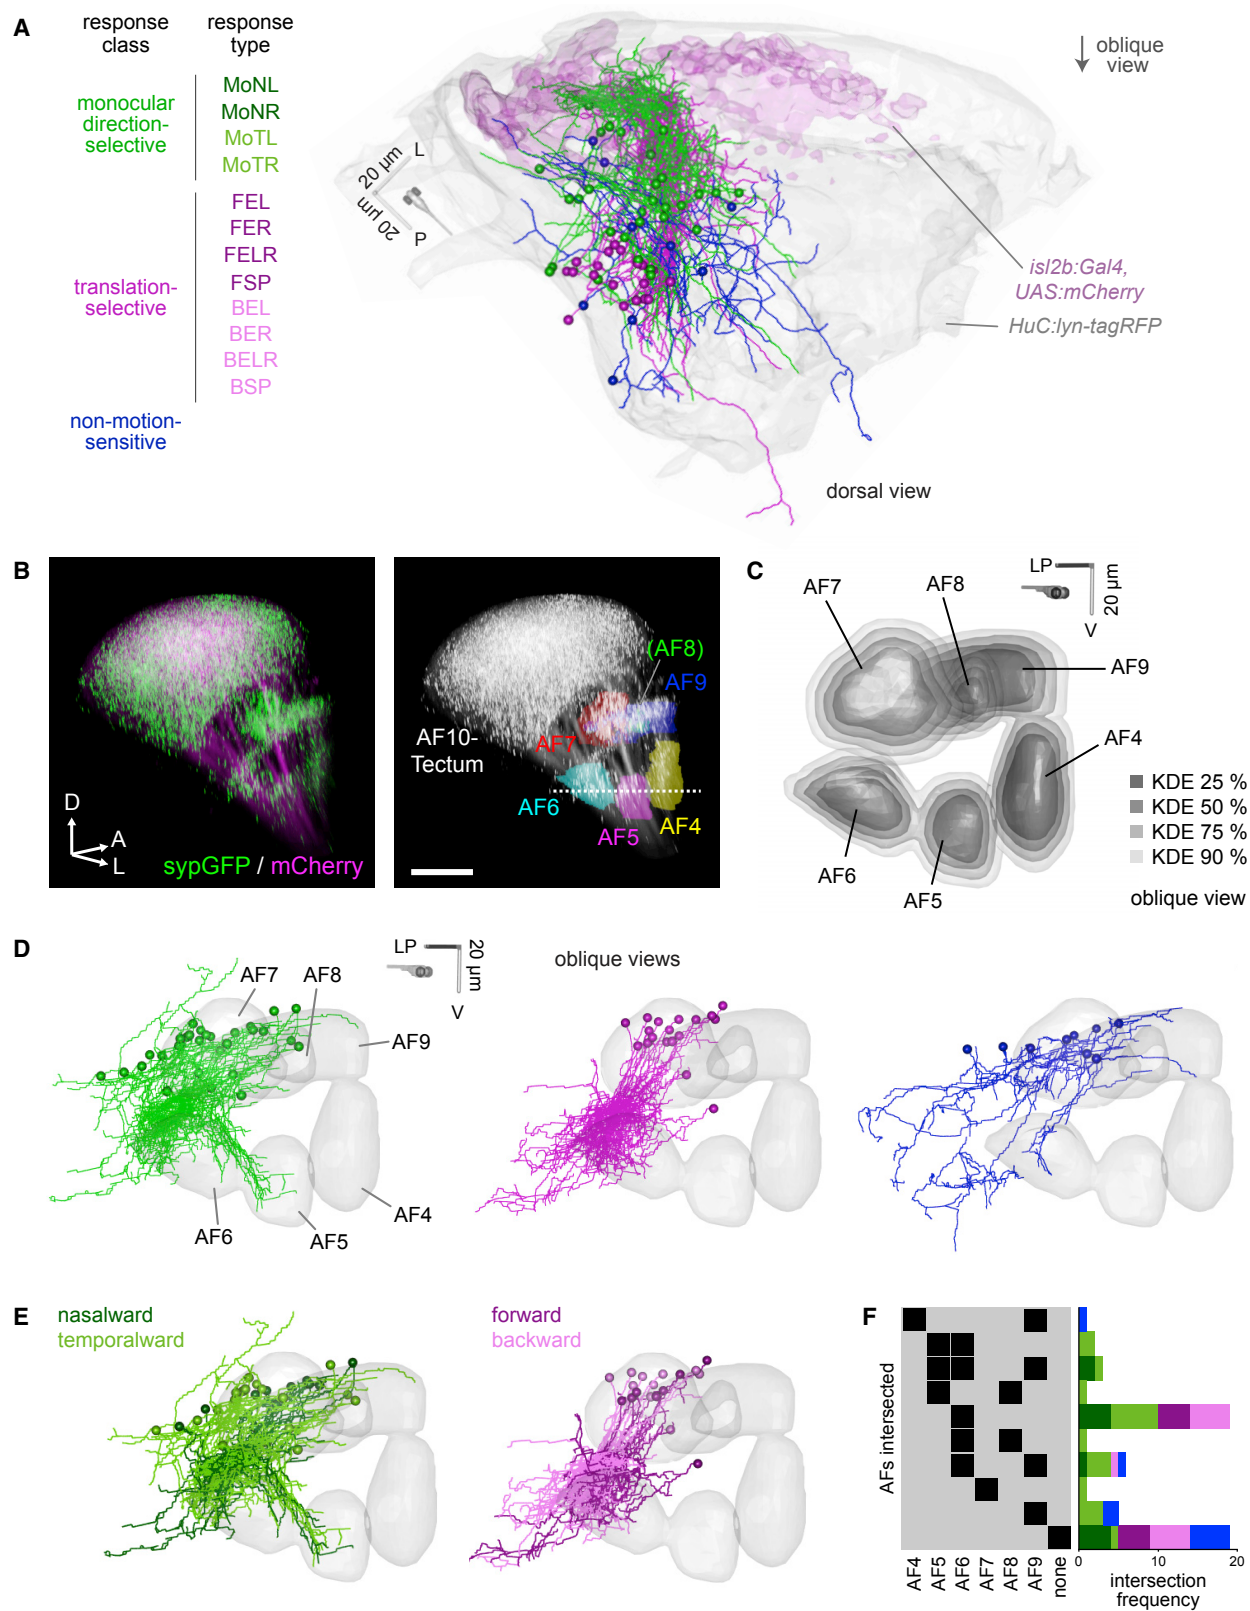 A
response
class
response
type
monocular
direction-
selective
MoNL
MoNR
MoTL
MoTR
translation-
selective
FEL
FER
FELR
FSP
BEL
BER
BELR
BSP
non-motion-
sensitive
20 µm
L
20 µm
P
oblique
view
isl2b:Gal4,
UAS:mCherry
HuC:lyn-tagRFP
dorsal view
B
D
A
L
sypGFP / mCherry
(AF8)
AF9
AF10-
Tectum
AF7
AF6
AF5
AF4
C
LP
20 µm
V
AF7
AF8
AF9
AF4
AF6
AF5
KDE 25 %
KDE 50 %
KDE 75 %
KDE 90 %
oblique view
D
LP
20 µm
V
oblique views
AF7
AF8
AF9
AF4
AF6
AF5
E
nasalward
temporalward
forward
backward
F
AFs intersected
AF4
AF5
AF6
AF7
AF8
AF9
none
0
10
20
intersection
frequency